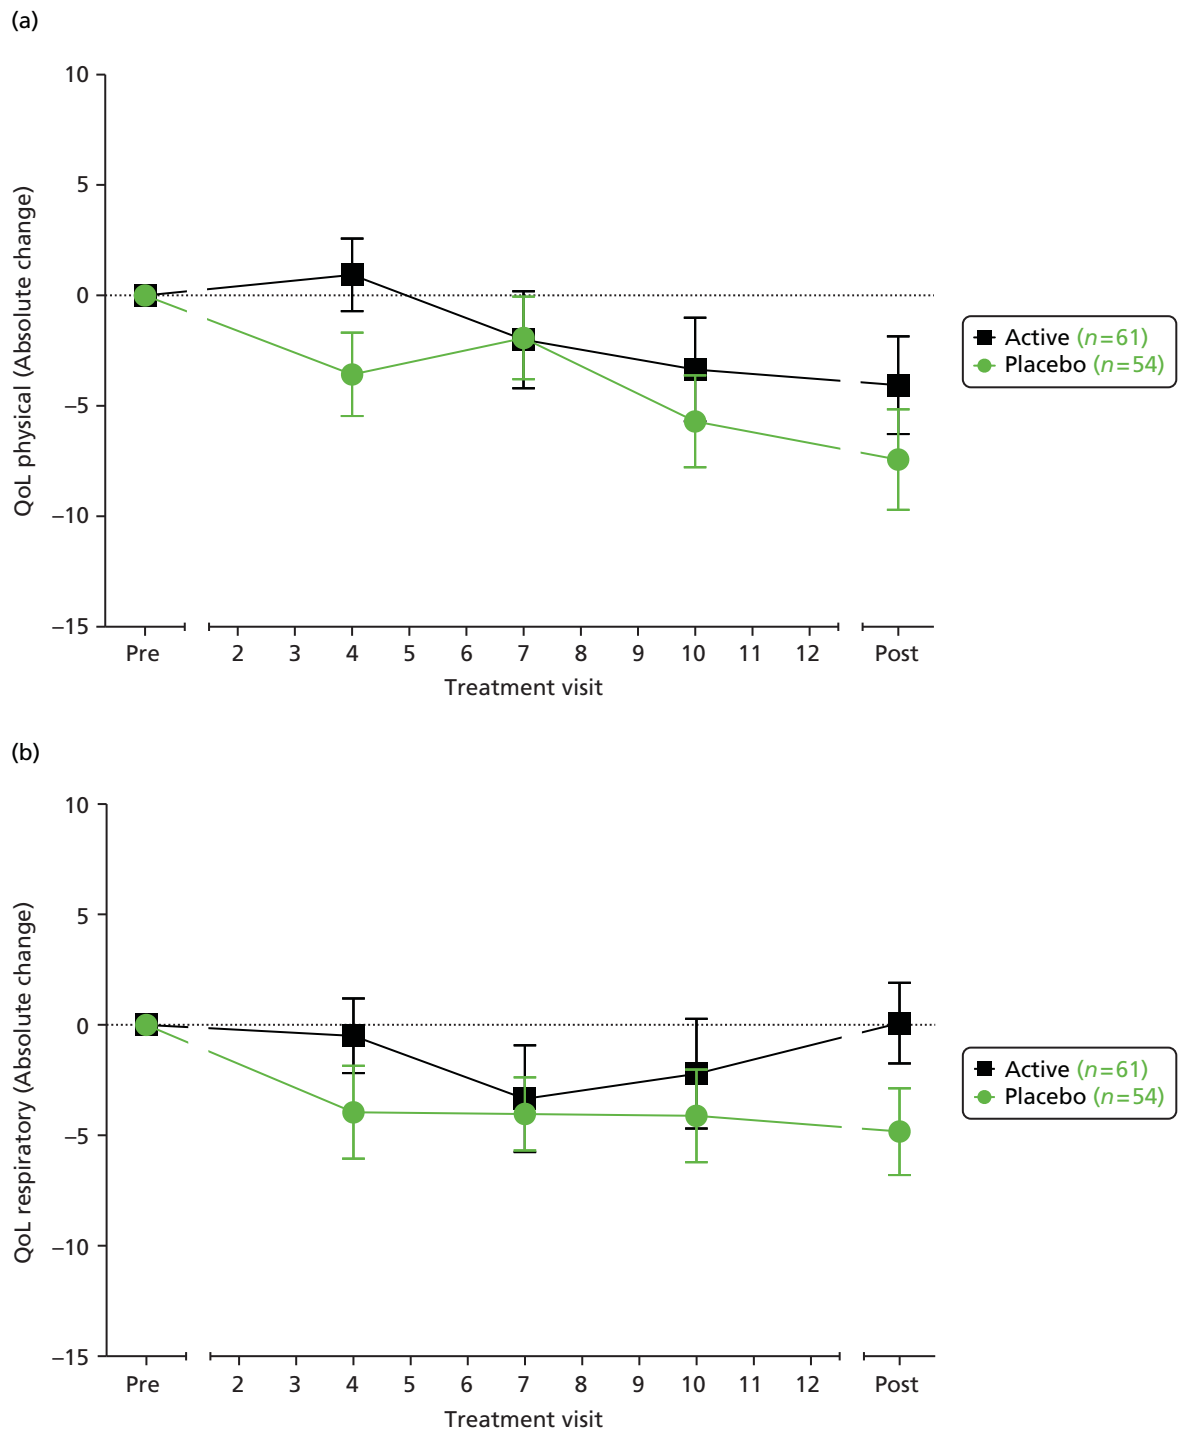 (a)
QoL physical (Absolute change)
10
5
0
−5
−10
−15
Pre 2 3 4 5 6 7 8 9 10 11 12 Post
Treatment visit
Active (n=61)
Placebo (n=54)
(b)
QoL respiratory (Absolute change)
10
5
0
−5
−10
−15
Pre 2 3 4 5 6 7 8 9 10 11 12 Post
Treatment visit
Active (n=61)
Placebo (n=54)